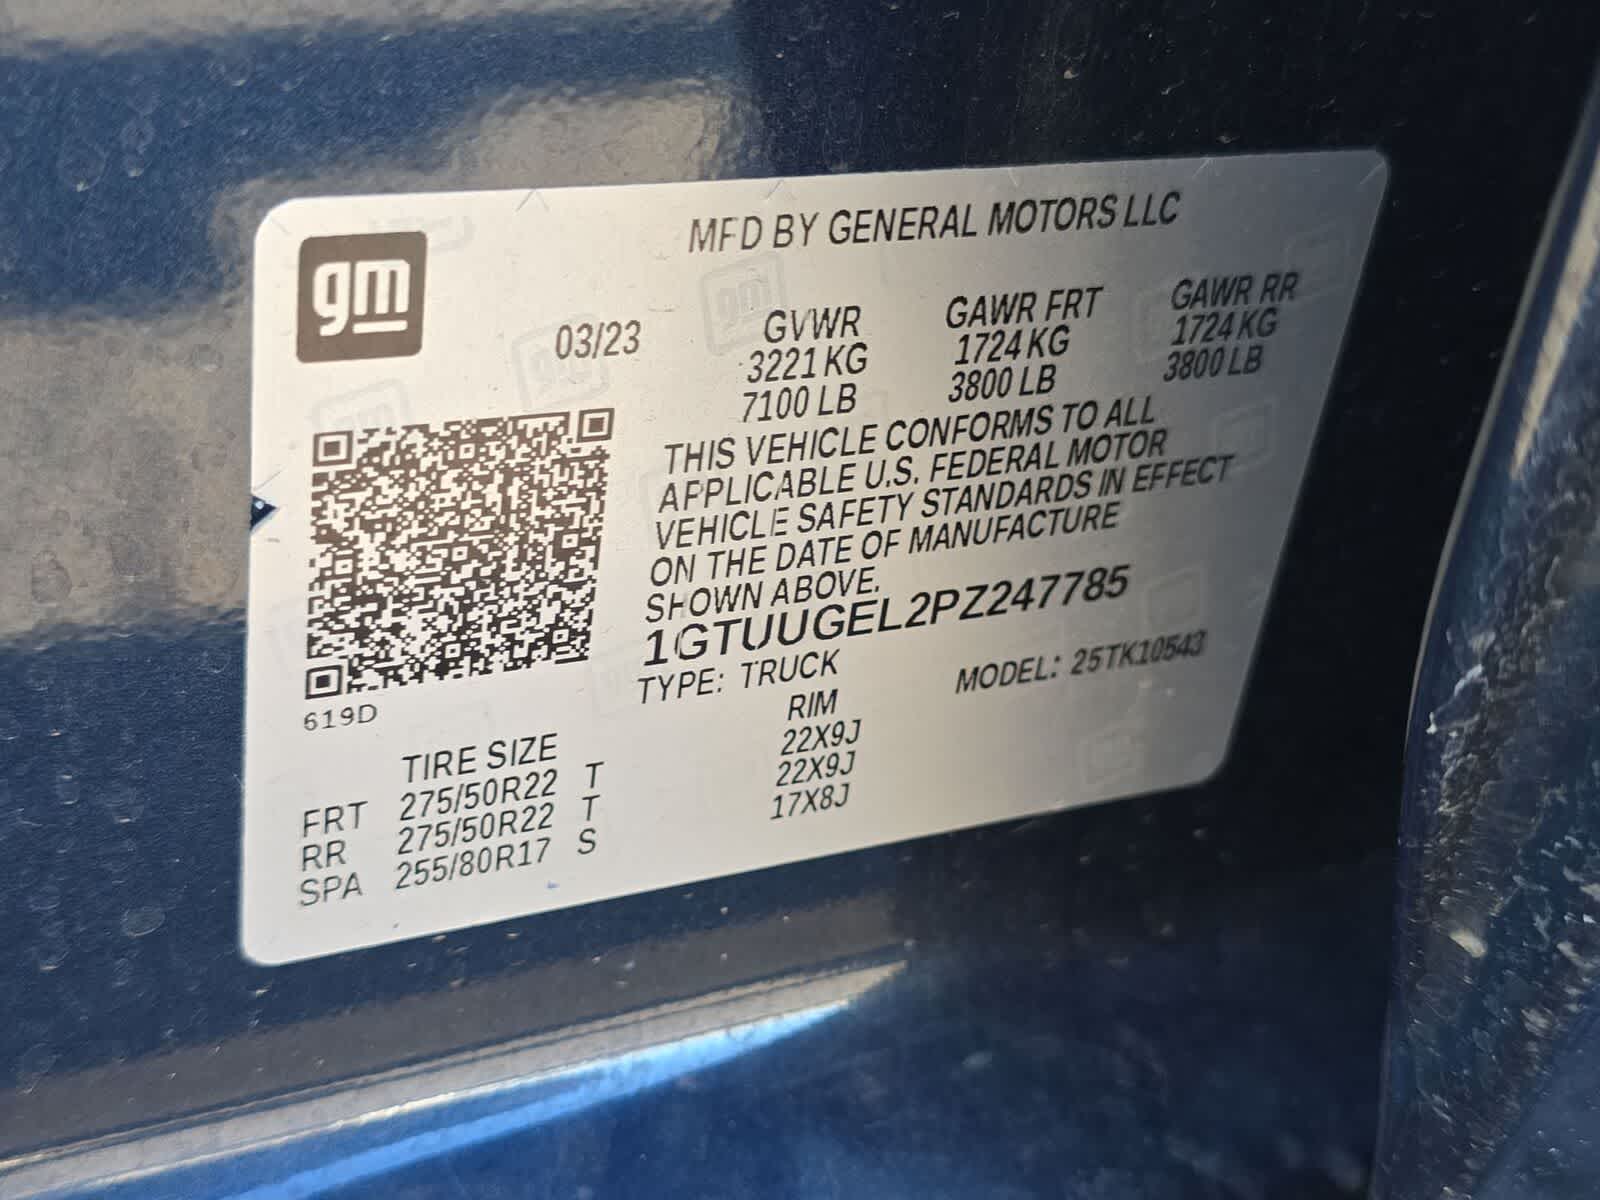 gm
MFD BY GENERAL MOTORS LLC
03/23 GVWR GAWR FRT GAWR RR
3221 KG 1724 KG 1724 KG
7100 LB 3800 LB 3800 LB
THIS VEHICLE CONFORMS TO ALL
APPLICABLE U.S. FEDERAL MOTOR
VEHICLE SAFETY STANDARDS IN EFFECT
ON THE DATE OF MANUFACTURE
SHOWN ABOVE.
1GTUUGEL2PZ247785
TYPE: TRUCK MODEL: 25TK10543
619D
TIRE SIZE RIM
FRT 275/50R22 T 22X9J
RR 275/50R22 T 22X9J
SPA 255/80R17 S 17X8J